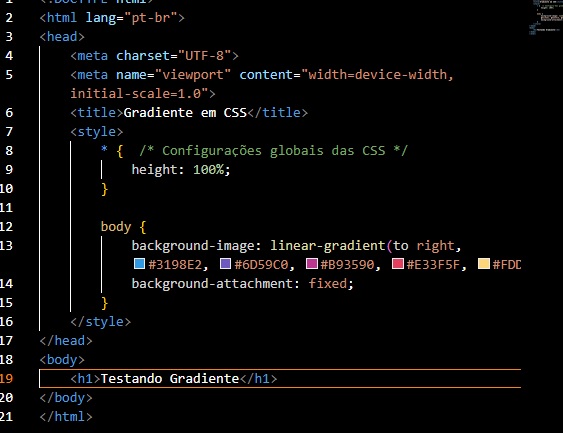 2 <html lang="pt-br">
3 <head>
4 <meta charset="UTF-8">
5 <meta name="viewport" content="width=device-width,
initial-scale=1.0">
6 <title>Gradiente em CSS</title>
7 <style>
8 * { /* Configurações globais das CSS */
9 height: 100%;
10 }
11
12 body {
13 background-image: linear-gradient(to right,
#3198E2, #6D59C0, #B93590, #E33F5F, #FDD
14 background-attachment: fixed;
15 }
16 </style>
17 </head>
18 <body>
19 <h1>Testando Gradiente</h1>
20 </body>
21 </html>